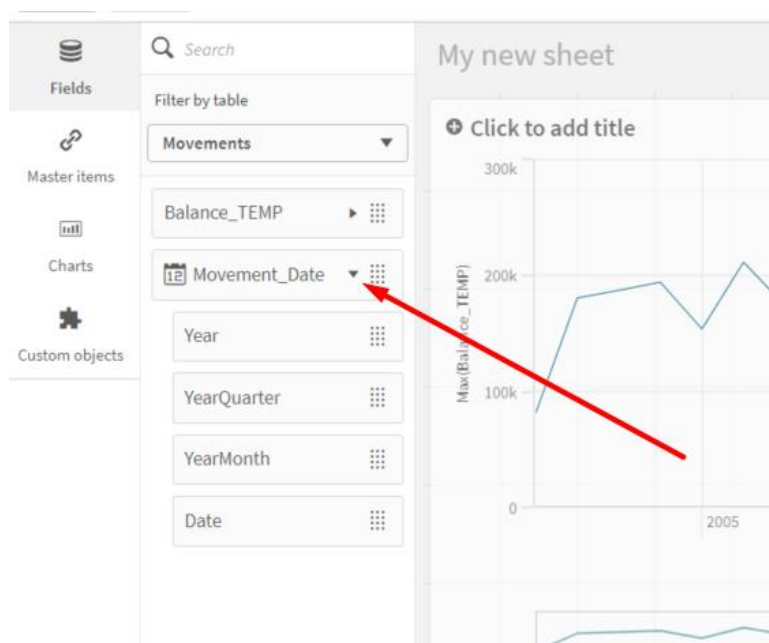 Fields
Master items
Charts
Custom objects
Search
Filter by table
Movements
Balance_TEMP
12 Movement_Date
Year
YearQuarter
YearMonth
Date
My new sheet
Click to add title
300k
200k
100k
0
Max(Balance_TEMP)
2005